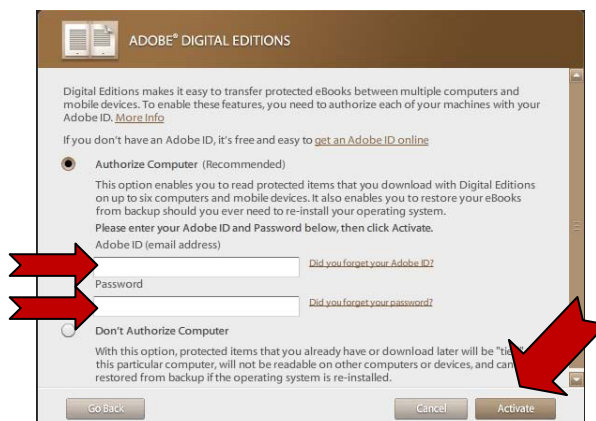 ADOBE® DIGITAL EDITIONS
Digital Editions makes it easy to transfer protected eBooks between multiple computers and
mobile devices. To enable these features, you need to authorize each of your machines with your
Adobe ID. More Info
If you don't have an Adobe ID, it's free and easy to get an Adobe ID online
Authorize Computer (Recommended)
This option enables you to read protected items that you download with Digital Editions
on up to six computers and mobile devices. It also enables you to restore your eBooks
from backup should you ever need to re-install your operating system.
Please enter your Adobe ID and Password below, then click Activate.
Adobe ID (email address)
Did you forget your Adobe ID?
Password
Did you forget your password?
Don't Authorize Computer
With this option, protected items that you already have or download later will be
this particular computer, will not be readable on other computers or devices, and
restored from backup if the operating system is re-installed.
Go Back
Cancel
Activate